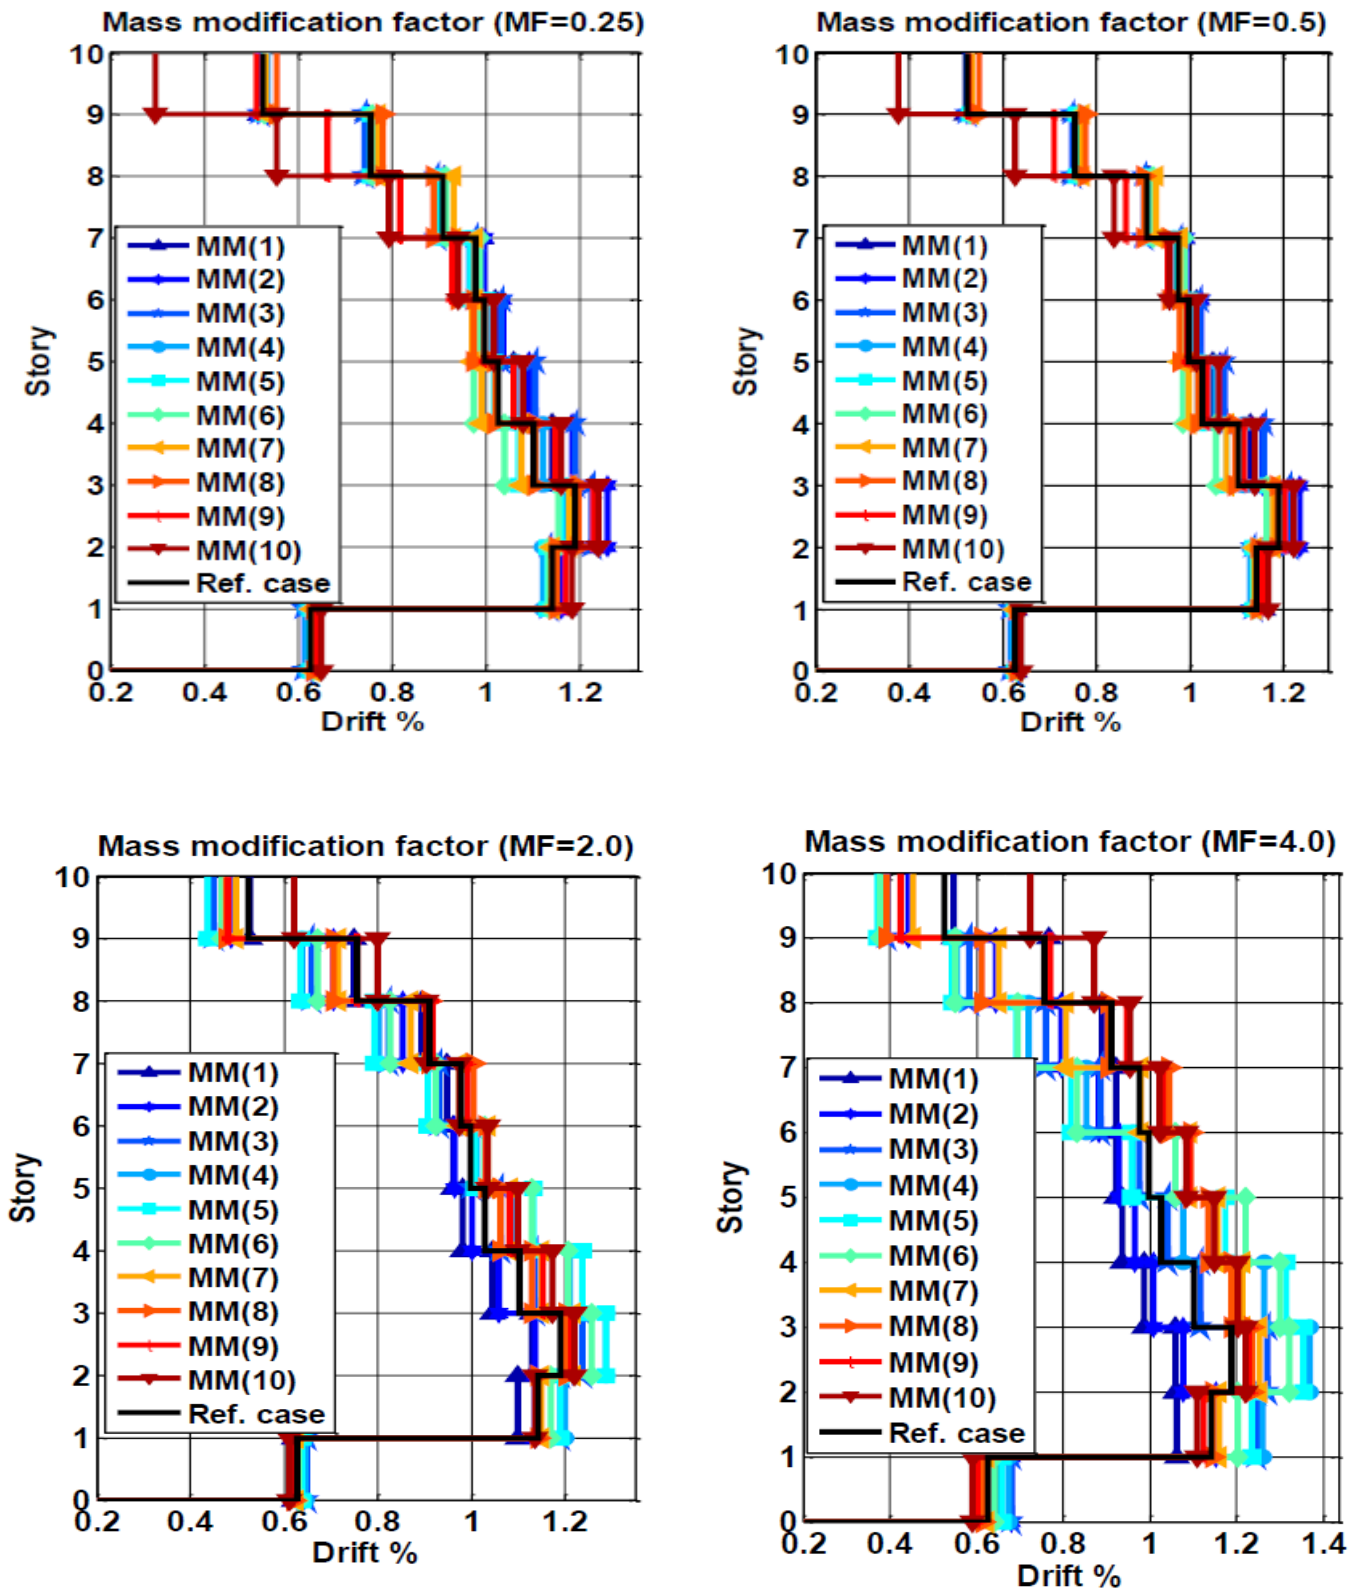 Mass modification factor (MF=0.25)
10
9
8
7
6
5
4
3
2
1
0
Story
MM(1)
MM(2)
MM(3)
MM(4)
MM(5)
MM(6)
MM(7)
MM(8)
MM(9)
MM(10)
Ref. case
0.2 0.4 0.6 0.8 1 1.2
Drift %
Mass modification factor (MF=0.5)
10
9
8
7
6
5
4
3
2
1
0
Story
MM(1)
MM(2)
MM(3)
MM(4)
MM(5)
MM(6)
MM(7)
MM(8)
MM(9)
MM(10)
Ref. case
0.2 0.4 0.6 0.8 1 1.2
Drift %
Mass modification factor (MF=2.0)
10
9
8
7
6
5
4
3
2
1
0
Story
MM(1)
MM(2)
MM(3)
MM(4)
MM(5)
MM(6)
MM(7)
MM(8)
MM(9)
MM(10)
Ref. case
0.2 0.4 0.6 0.8 1 1.2
Drift %
Mass modification factor (MF=4.0)
10
9
8
7
6
5
4
3
2
1
0
Story
MM(1)
MM(2)
MM(3)
MM(4)
MM(5)
MM(6)
MM(7)
MM(8)
MM(9)
MM(10)
Ref. case
0.2 0.4 0.6 0.8 1 1.2 1.4
Drift %